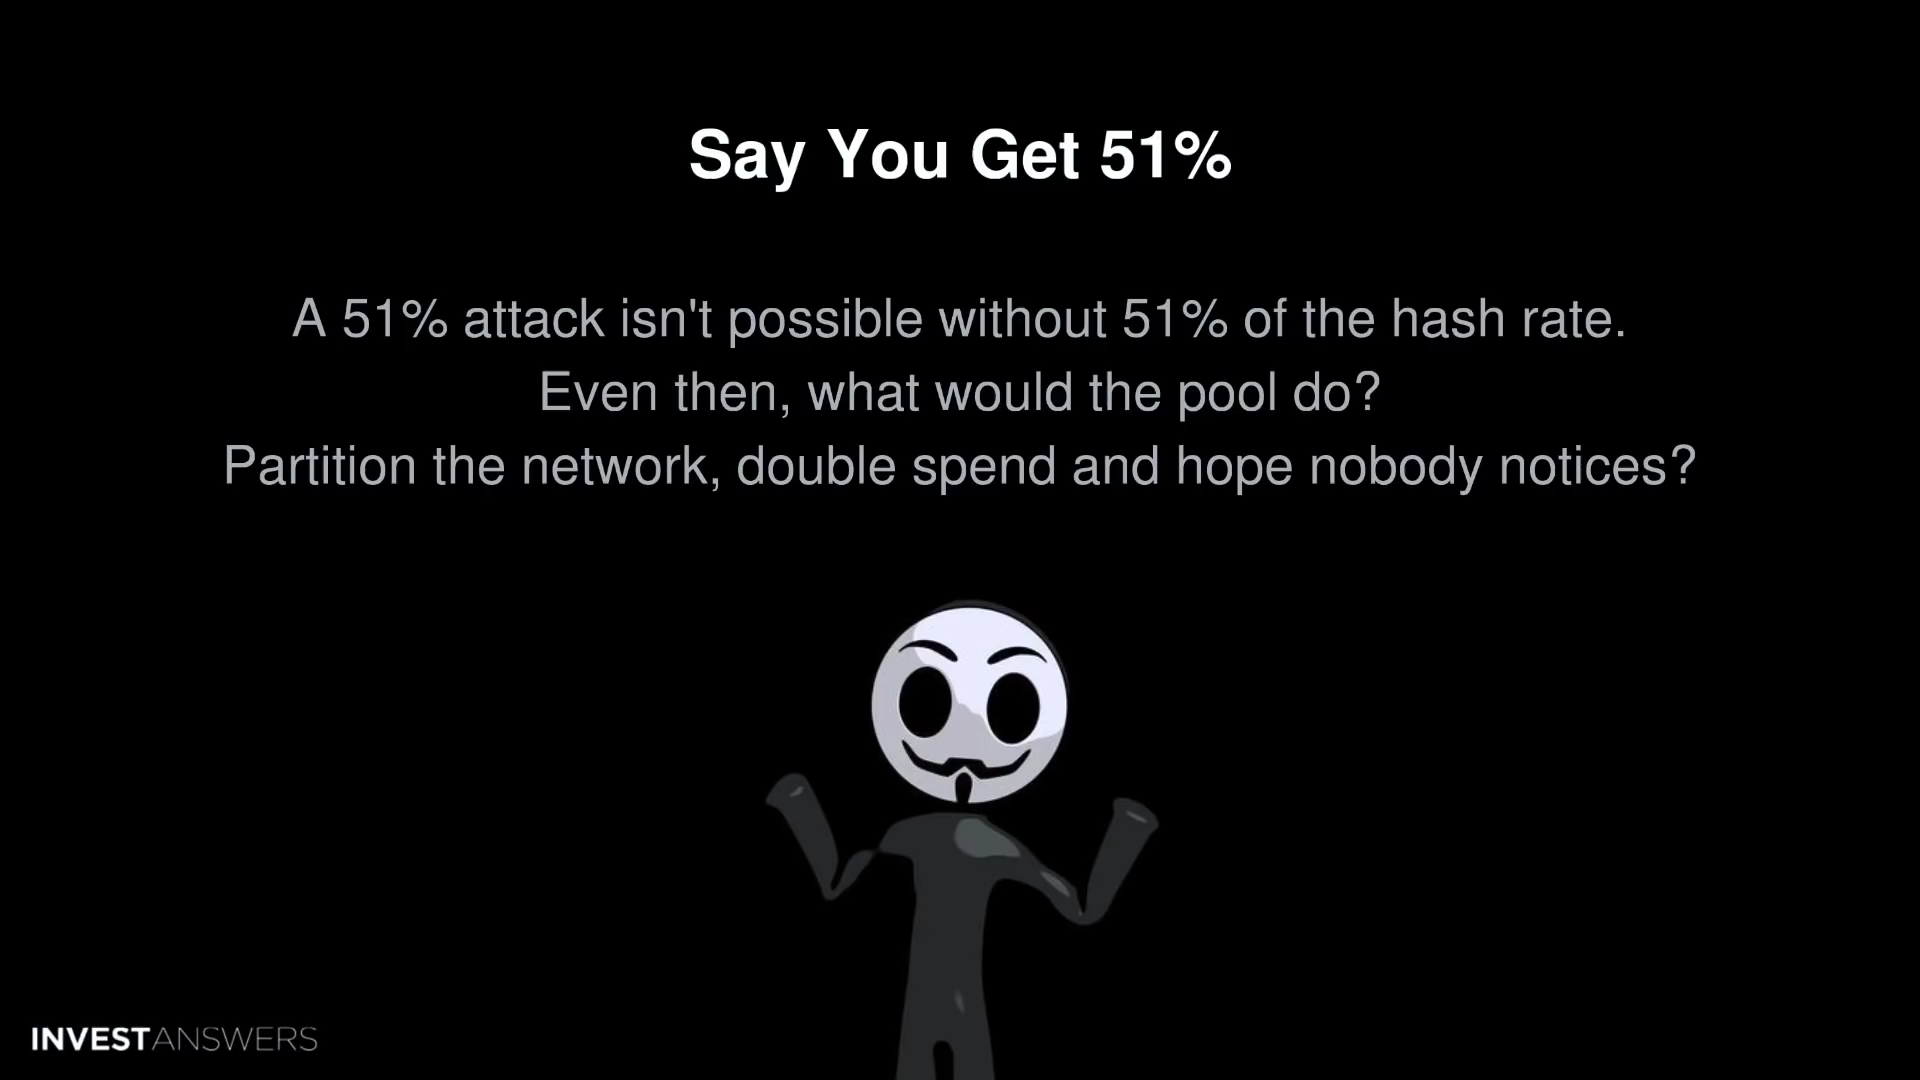 Say You Get 51%
A 51% attack isn't possible without 51% of the hash rate.
Even then, what would the pool do?
Partition the network, double spend and hope nobody notices?
INVESTANSWERS